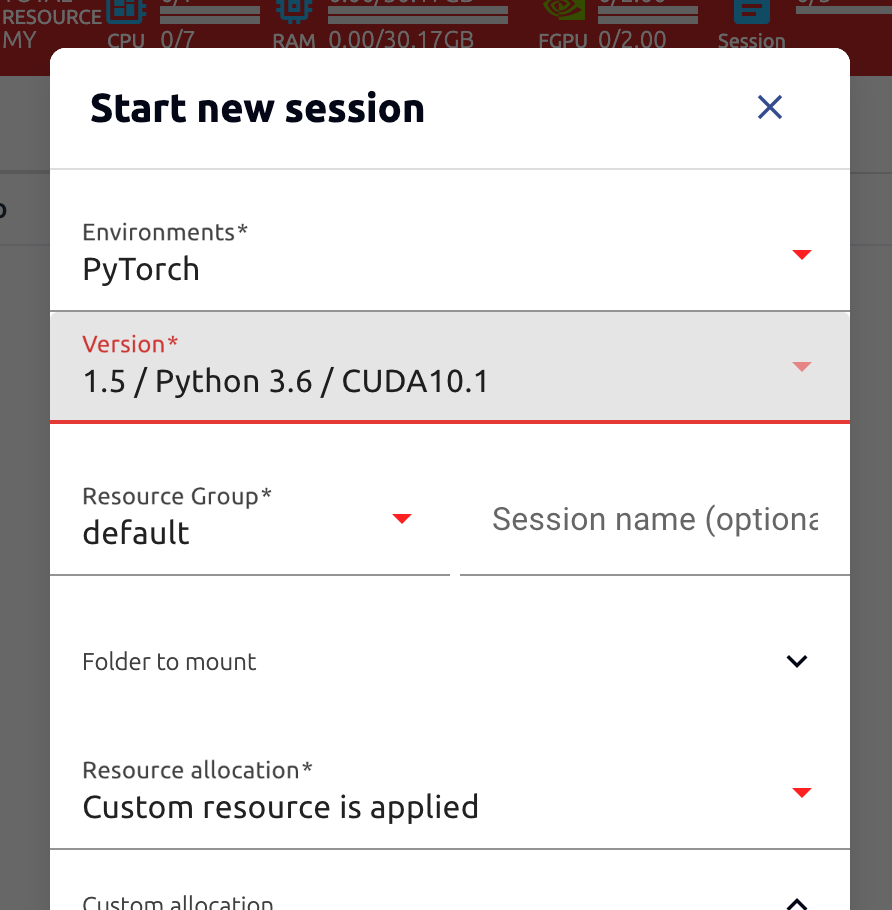 RESOURCE
MY
CPU 0/7
RAM 0.00/30.17GB
FGPU 0/2.00
Session
Start new session
Environments*
PyTorch
Version*
1.5 / Python 3.6 / CUDA10.1
Resource Group*
default
Session name (optiona
Folder to mount
Resource allocation*
Custom resource is applied
Custom allocation